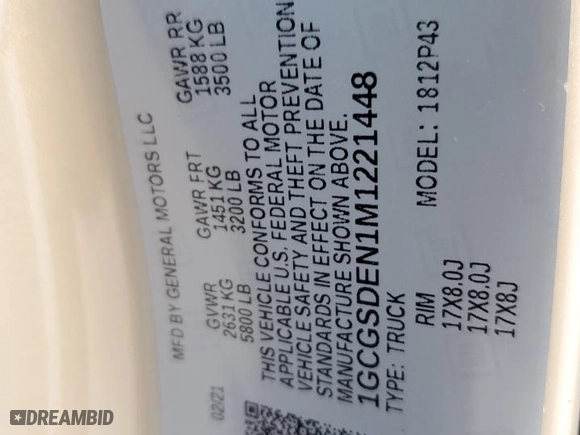 MFD BY GENERAL MOTORS LLC
02/21 GVWR GAWR FRT GAWR RR
2631 KG 1451 KG 1588 KG
5800 LB 3200 LB 3500 LB
THIS VEHICLE CONFORMS TO ALL
APPLICABLE U.S. FEDERAL MOTOR
VEHICLE SAFETY AND THEFT PREVENTION
STANDARDS IN EFFECT ON THE DATE OF
MANUFACTURE SHOWN ABOVE.
1GCGSDEN1M1221448
TYPE: TRUCK MODEL: 1812P43
RIM
17X8.0J
17X8.0J
17X8J
DREAMBID